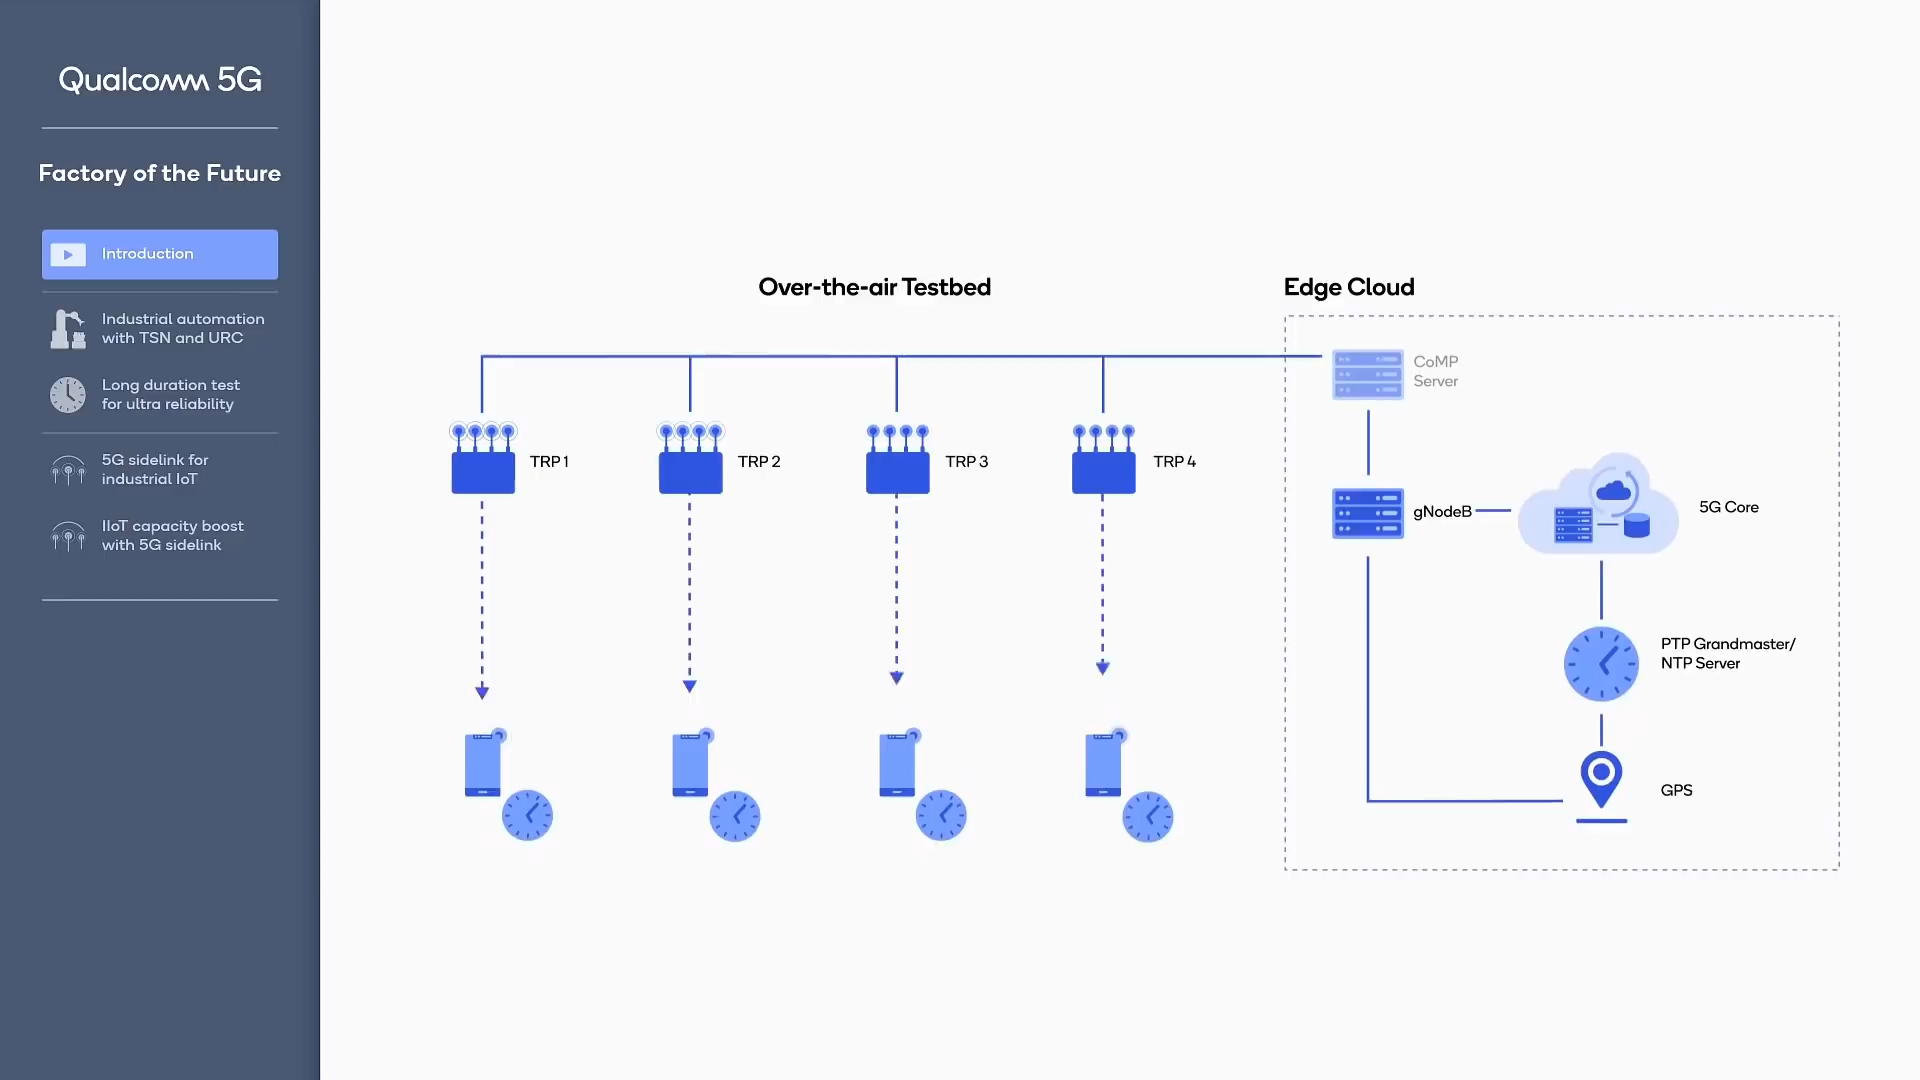 Qualcomm 5G
Factory of the Future
Introduction
Industrial automation
with TSN and URC
Long duration test
for ultra reliability
5G sidelink for
industrial IoT
IIoT capacity boost
with 5G sidelink
Over-the-air Testbed
Edge Cloud
TRP 1
TRP 2
TRP 3
TRP 4
CoMP
Server
gNodeB
5G Core
PTP Grandmaster/
NTP Server
GPS